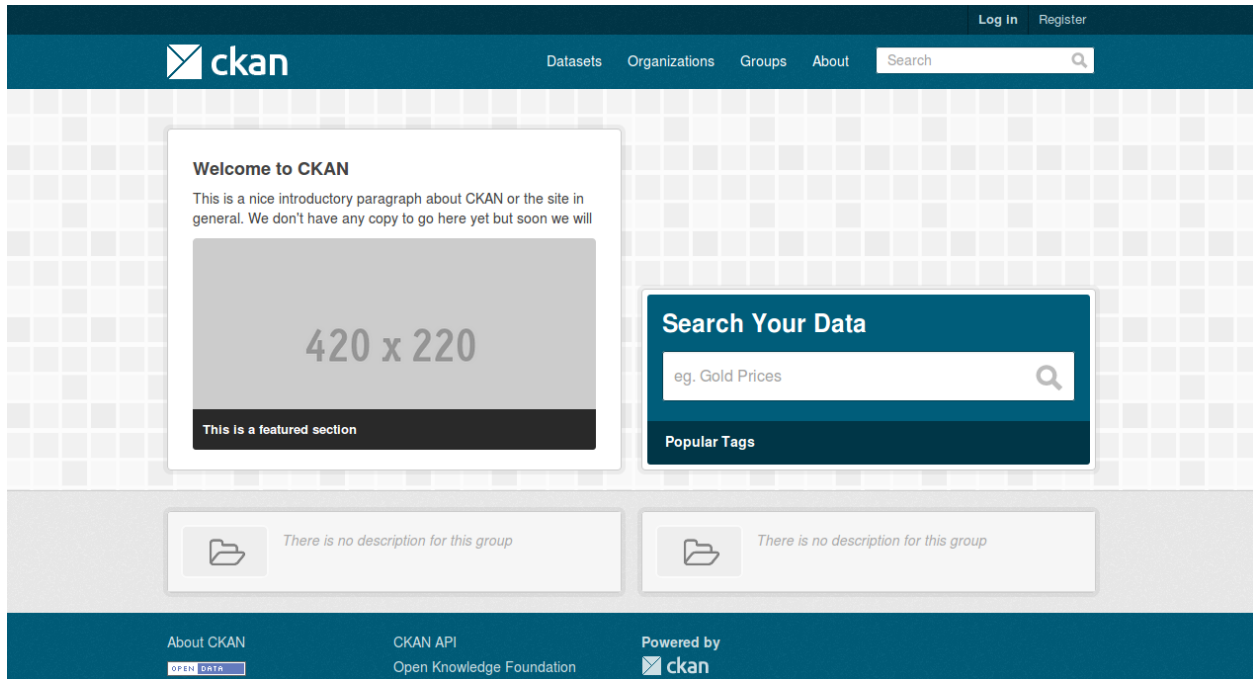 Log in Register
ckan Datasets Organizations Groups About Search
Welcome to CKAN
This is a nice introductory paragraph about CKAN or the site in
general. We don't have any copy to go here yet but soon we will
420 x 220
This is a featured section
Search Your Data
eg. Gold Prices
Popular Tags
There is no description for this group
There is no description for this group
About CKAN CKAN API Powered by
OPEN DATA Open Knowledge Foundation ckan